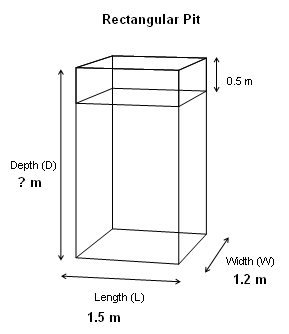 Rectangular Pit
0.5 m
Depth (D)
? m
Width (W)
1.2 m
Length (L)
1.5 m